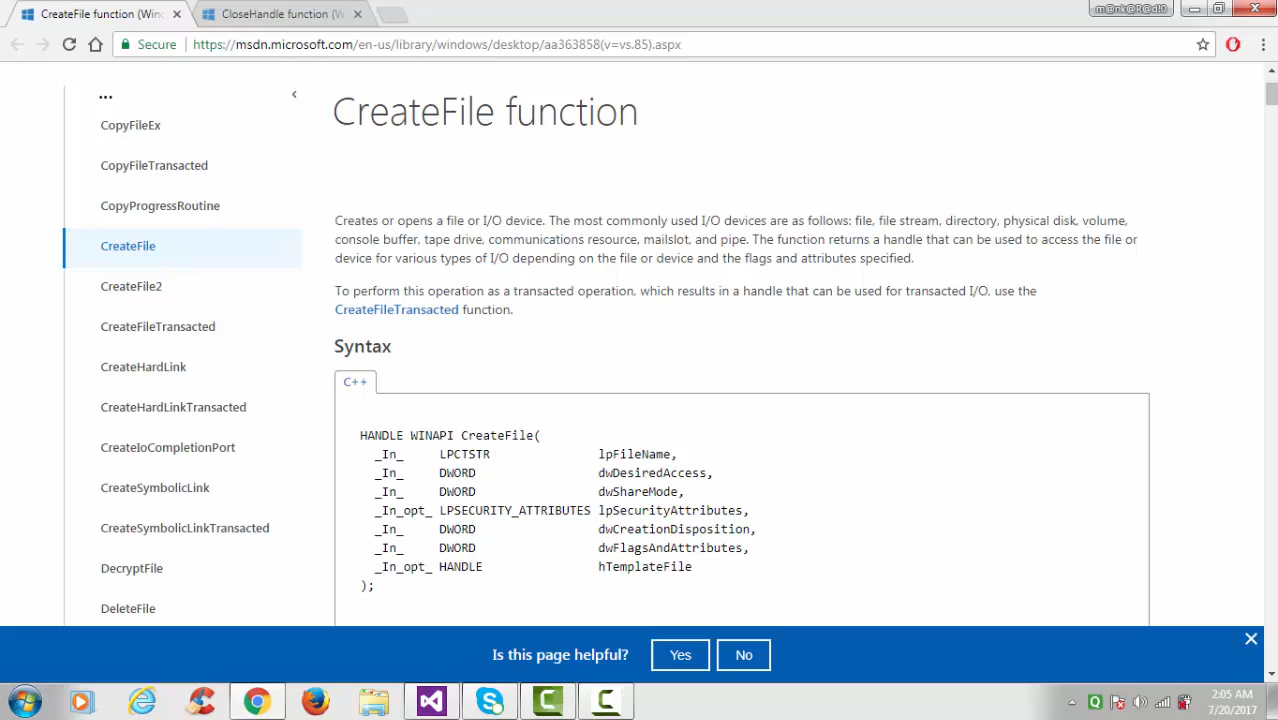 CreateFile function (Win
CloseHandle function (W
m@nk@R@dI0
Secure
https://msdn.microsoft.com/en-us/library/windows/desktop/aa363858(v=vs.85).aspx
...
CopyFileEx
CopyFileTransacted
CopyProgressRoutine
CreateFile
CreateFile2
CreateFileTransacted
CreateHardLink
CreateHardLinkTransacted
CreateIoCompletionPort
CreateSymbolicLink
CreateSymbolicLinkTransacted
DecryptFile
DeleteFile
CreateFile function
Creates or opens a file or I/O device. The most commonly used I/O devices are as follows: file, file stream, directory, physical disk, volume,
console buffer, tape drive, communications resource, mailslot, and pipe. The function returns a handle that can be used to access the file or
device for various types of I/O depending on the file or device and the flags and attributes specified.
To perform this operation as a transacted operation, which results in a handle that can be used for transacted I/O, use the
CreateFileTransacted function.
Syntax
C++
HANDLE WINAPI CreateFile(
_In_ LPCTSTR lpFileName,
_In_ DWORD dwDesiredAccess,
_In_ DWORD dwShareMode,
_In_opt_ LPSECURITY_ATTRIBUTES lpSecurityAttributes,
_In_ DWORD dwCreationDisposition,
_In_ DWORD dwFlagsAndAttributes,
_In_opt_ HANDLE hTemplateFile
);
Is this page helpful?
Yes
No
2:05 AM
7/20/2017